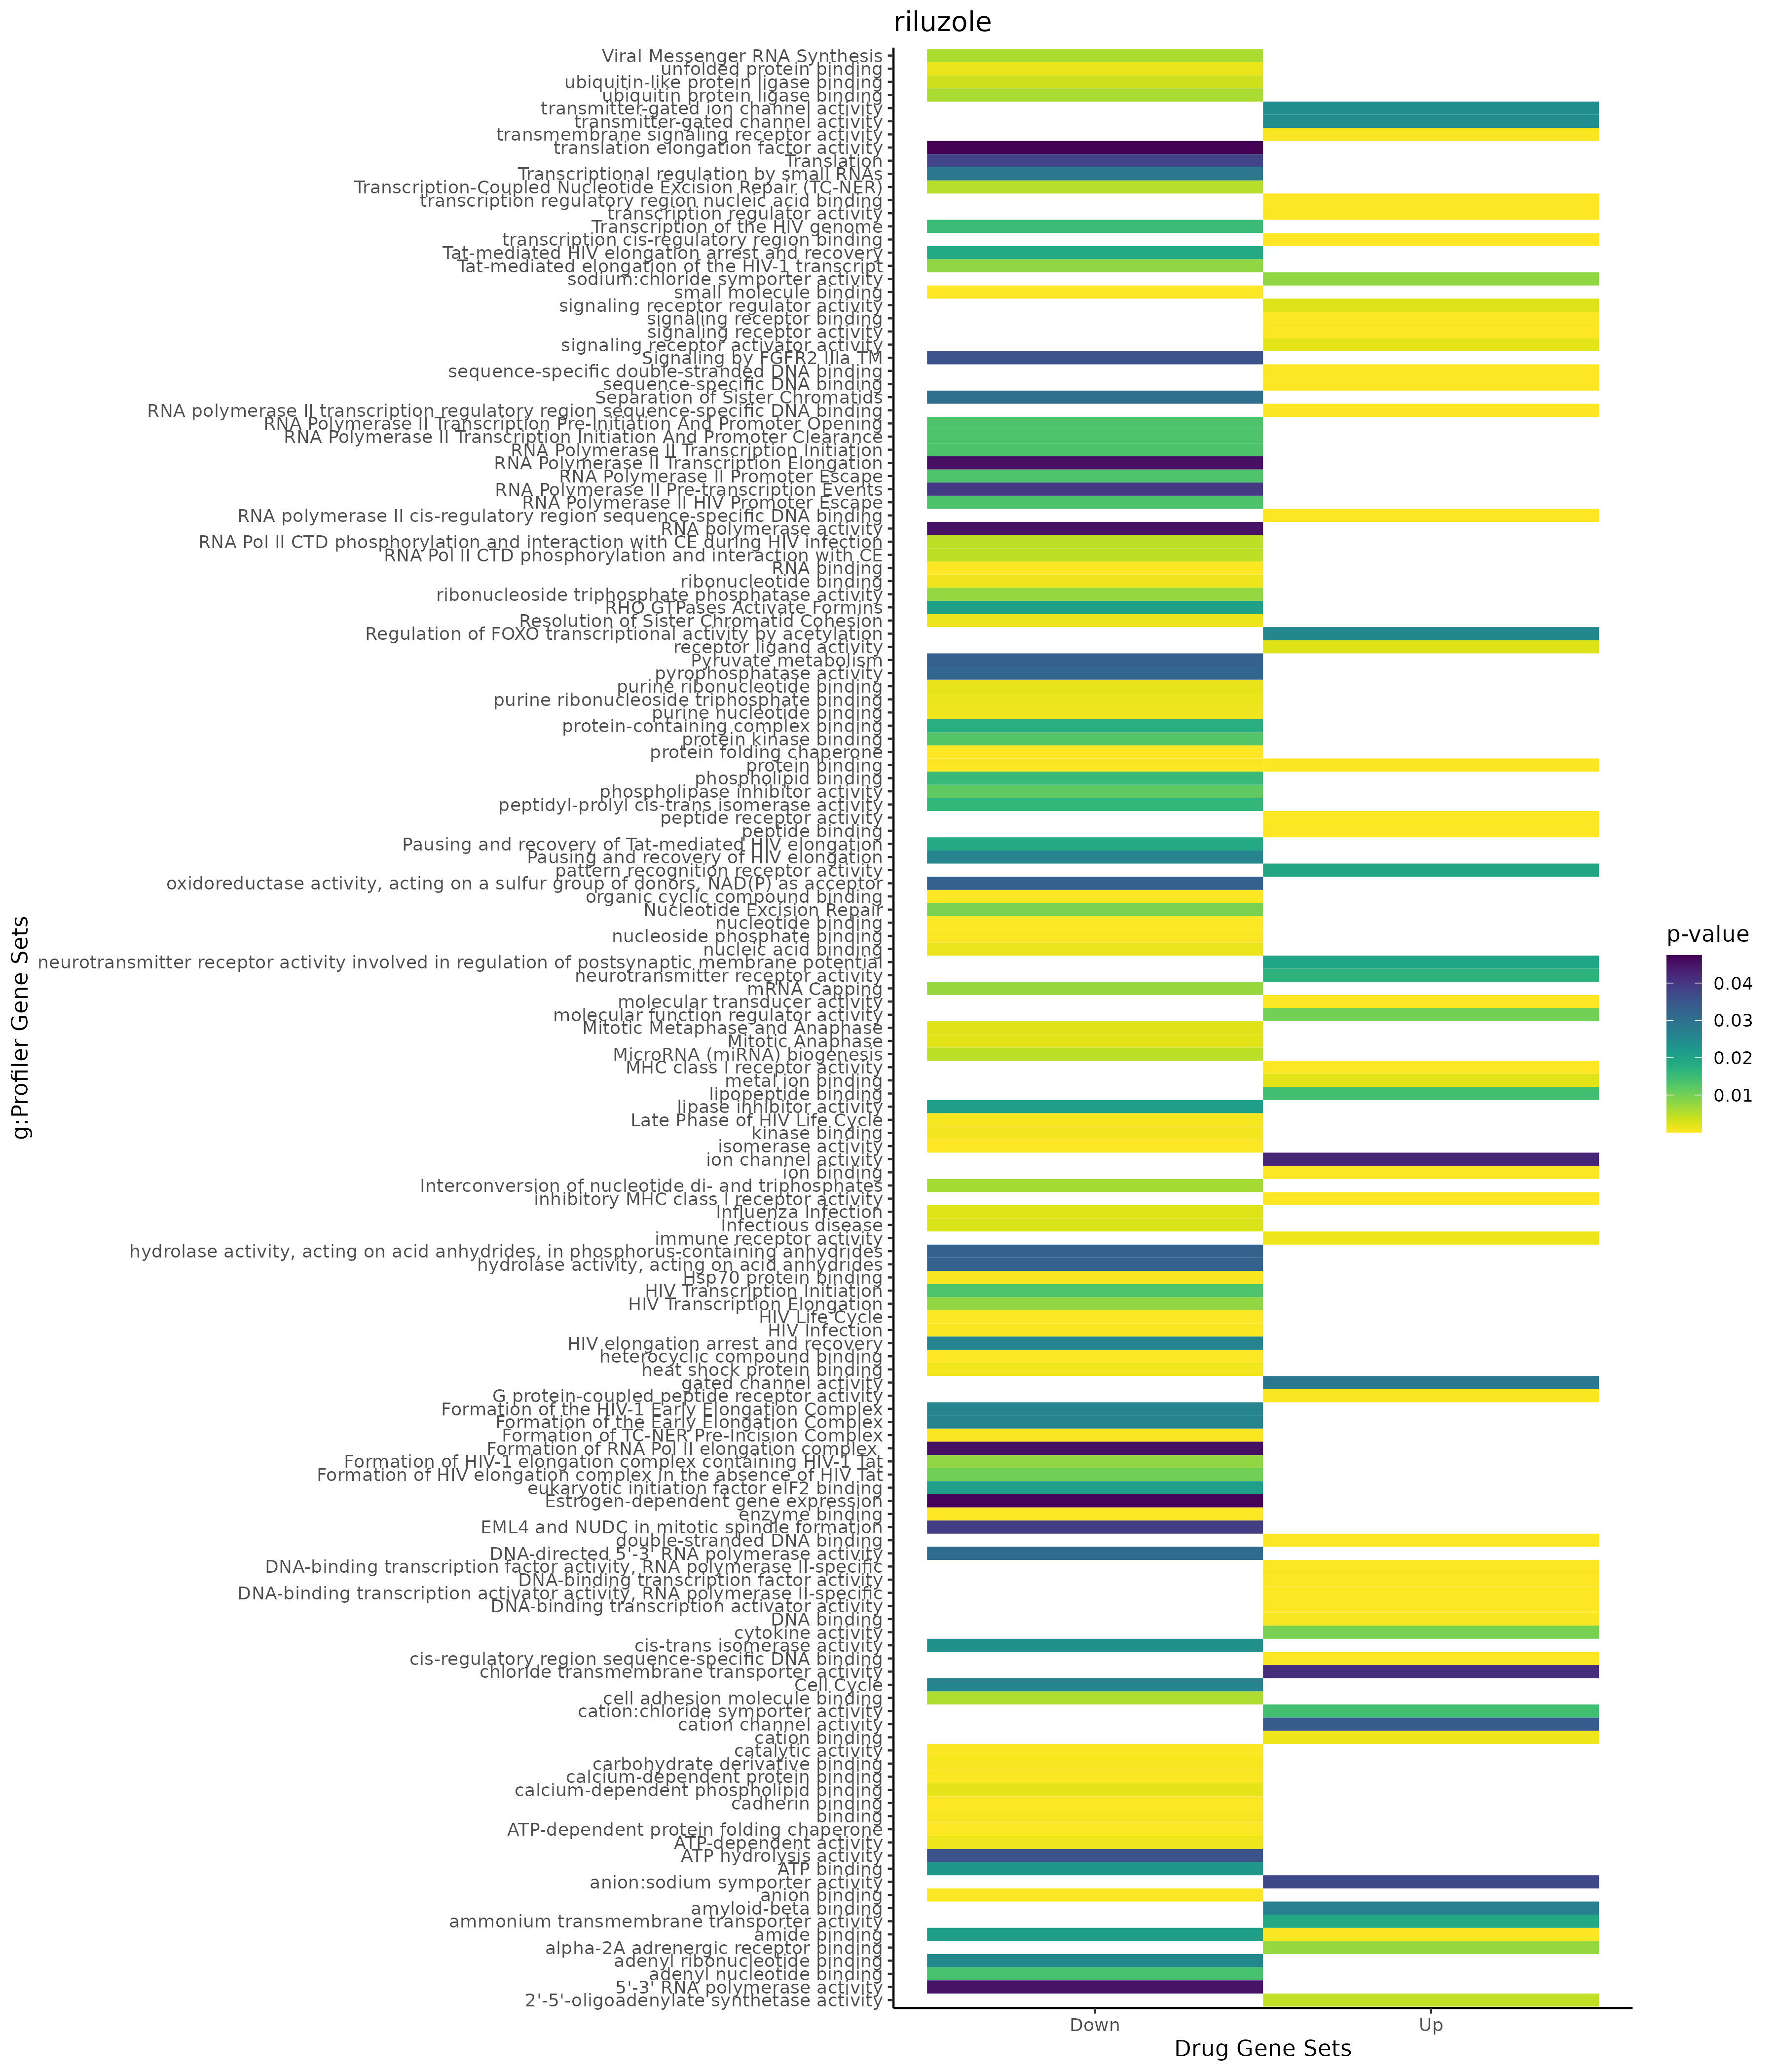 riluzole
Viral Messenger RNA Synthesis
unfolded protein binding
ubiquitin-like protein ligase binding
ubiquitin protein ligase binding
transmitter-gated ion channel activity
transmitter-gated channel activity
transmembrane signaling receptor activity
translation elongation factor activity
Translation
Transcriptional regulation by small RNAs
Transcription-Coupled Nucleotide Excision Repair (TC-NER)
transcription regulatory region nucleic acid binding
transcription regulator activity
Transcription of the HIV genome
transcription cis-regulatory region binding
Tat-mediated HIV elongation arrest and recovery
Tat-mediated elongation of the HIV-1 transcript
sodium:chloride symporter activity
small molecule binding
signaling receptor regulator activity
signaling receptor binding
signaling receptor activity
signaling receptor activator activity
Signaling by FGFR2 IIIa TM
sequence-specific double-stranded DNA binding
sequence-specific DNA binding
Separation of Sister Chromatids
RNA polymerase II transcription regulatory region sequence-specific DNA binding
RNA Polymerase II Transcription Pre-Initiation And Promoter Opening
RNA Polymerase II Transcription Initiation And Promoter Clearance
RNA Polymerase II Transcription Initiation
RNA Polymerase II Transcription Elongation
RNA Polymerase II Promoter Escape
RNA Polymerase II Pre-transcription Events
RNA Polymerase II HIV Promoter Escape
RNA polymerase II cis-regulatory region sequence-specific DNA binding
RNA polymerase activity
RNA Pol II CTD phosphorylation and interaction with CE during HIV infection
RNA Pol II CTD phosphorylation and interaction with CE
RNA binding
ribonucleotide binding
ribonucleoside triphosphate phosphatase activity
RHO GTPases Activate Formins
Resolution of Sister Chromatid Cohesion
Regulation of FOXO transcriptional activity by acetylation
receptor ligand activity
Pyruvate metabolism
pyrophosphatase activity
purine ribonucleotide binding
purine ribonucleoside triphosphate binding
purine nucleotide binding
protein-containing complex binding
protein kinase binding
protein folding chaperone
protein binding
phospholipid binding
phospholipase inhibitor activity
peptidyl-prolyl cis-trans isomerase activity
peptide receptor activity
peptide binding
Pausing and recovery of Tat-mediated HIV elongation
Pausing and recovery of HIV elongation
pattern recognition receptor activity
oxidoreductase activity, acting on a sulfur group of donors, NAD(P) as acceptor
organic cyclic compound binding
Nucleotide Excision Repair
nucleotide binding
nucleoside phosphate binding
nucleic acid binding
neurotransmitter receptor activity involved in regulation of postsynaptic membrane potential
neurotransmitter receptor activity
mRNA Capping
molecular transducer activity
molecular function regulator activity
Mitotic Metaphase and Anaphase
Mitotic Anaphase
MicroRNA (miRNA) biogenesis
MHC class I receptor activity
metal ion binding
lipopeptide binding
lipase inhibitor activity
Late Phase of HIV Life Cycle
kinase binding
isomerase activity
ion channel activity
ion binding
Interconversion of nucleotide di- and triphosphates
inhibitory MHC class I receptor activity
Influenza Infection
Infectious disease
immune receptor activity
hydrolase activity, acting on acid anhydrides, in phosphorus-containing anhydrides
hydrolase activity, acting on acid anhydrides
Hsp70 protein binding
HIV Transcription Initiation
HIV Transcription Elongation
HIV Life Cycle
HIV Infection
HIV elongation arrest and recovery
heterocyclic compound binding
heat shock protein binding
gated channel activity
G protein-coupled peptide receptor activity
Formation of the HIV-1 Early Elongation Complex
Formation of the Early Elongation Complex
Formation of TC-NER Pre-Incision Complex
Formation of RNA Pol II elongation complex
Formation of HIV-1 elongation complex containing HIV-1 Tat
Formation of HIV elongation complex in the absence of HIV Tat
eukaryotic initiation factor eIF2 binding
Estrogen-dependent gene expression
enzyme binding
EML4 and NUDC in mitotic spindle formation
double-stranded DNA binding
DNA-directed 5'-3' RNA polymerase activity
DNA-binding transcription factor activity, RNA polymerase II-specific
DNA-binding transcription factor activity
DNA-binding transcription activator activity, RNA polymerase II-specific
DNA-binding transcription activator activity
DNA binding
cytokine activity
cis-trans isomerase activity
cis-regulatory region sequence-specific DNA binding
chloride transmembrane transporter activity
Cell Cycle
cell adhesion molecule binding
cation:chloride symporter activity
cation channel activity
cation binding
catalytic activity
carbohydrate derivative binding
calcium-dependent protein binding
calcium-dependent phospholipid binding
cadherin binding
binding
ATP-dependent protein folding chaperone
ATP-dependent activity
ATP hydrolysis activity
ATP binding
anion:sodium symporter activity
anion binding
amyloid-beta binding
ammonium transmembrane transporter activity
amide binding
alpha-2A adrenergic receptor binding
adenyl ribonucleotide binding
adenyl nucleotide binding
5'-3' RNA polymerase activity
2'-5'-oligoadenylate synthetase activity
g:Profiler Gene Sets
Down
Up
Drug Gene Sets
p-value
0.04
0.03
0.02
0.01